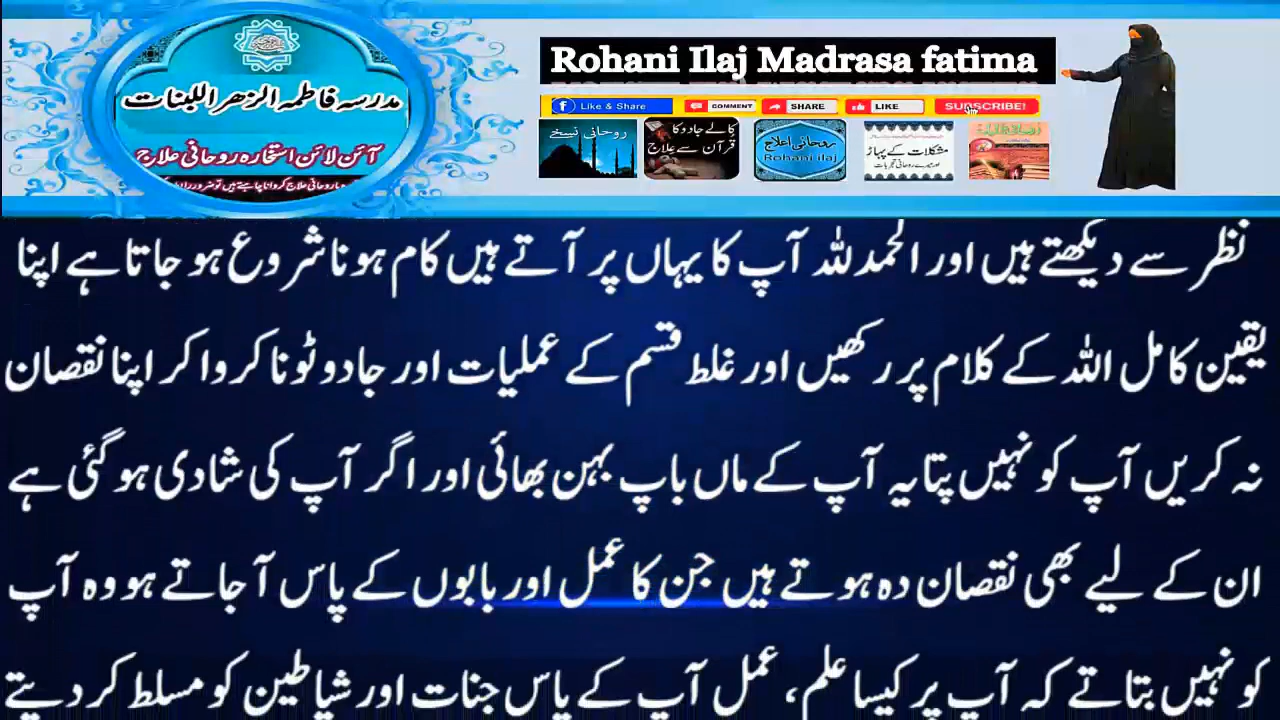 Rohani Ilaj Madrasa fatima
مدرسہ فاطمہ الزھرا للبنات
آئن لائن استخارہ روحانی علاج
Like & Share
COMMENT
SHARE
LIKE
SUBSCRIBE!
روحانی نسخ
کالے جادو کا
قرآن سے علاج
روحانی علاج
Rohani ilaj
مشکلات کے پہاڑ
نظر سے دیکھتے ہیں اور الحمدللہ آپ کا یہاں پر آتے ہیں کام ہونا شروع ہو جاتا ہے اپنا
یقین کامل اللہ کے کلام پر رکھیں اور غلط قسم کے عملیات اور جادو ٹونا کروا کر اپنا نقصان
نہ کریں آپ کو نہیں پتا یہ آپ کے ماں باپ بہن بھائی اور اگر آپ کی شادی ہو گئی ہے
ان کے لیے بھی نقصان دہ ہوتے ہیں جن کا عمل اور بابوں کے پاس آ جاتے ہو وہ آپ
کو نہیں بتاتے کہ آپ پر کیسا علم، عمل آپ کے پاس جنات اور شیاطین کو مسلط کر دیتے